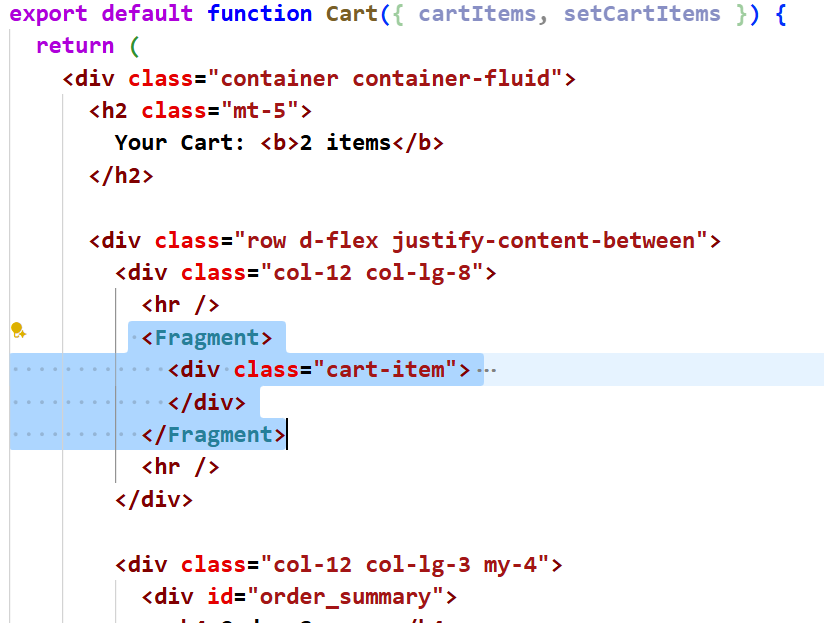 export default function Cart({ cartItems, setCartItems }) {
return (
<div class="container container-fluid">
<h2 class="mt-5">
Your Cart: <b>2 items</b>
</h2>
<div class="row d-flex justify-content-between">
<div class="col-12 col-lg-8">
<hr />
<Fragment>
<div class="cart-item">···
</div>
</Fragment>
<hr />
</div>
<div class="col-12 col-lg-3 my-4">
<div id="order_summary">